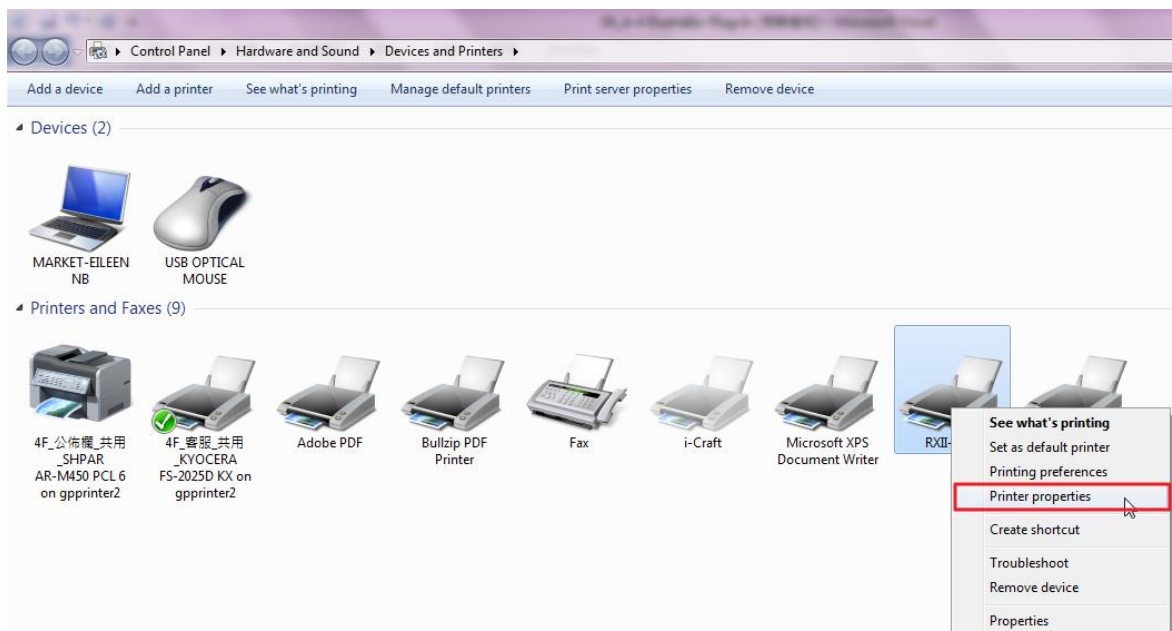 Control Panel ▸ Hardware and Sound ▸ Devices and Printers ▸
Add a device Add a printer See what's printing Manage default printers Print server properties Remove device
Devices (2)
MARKET-EILEEN
NB
USB OPTICAL
MOUSE
Printers and Faxes (9)
4F_公佈欄_共用
_SHPAR
AR-M450 PCL 6
on gpprinter2
4F_客服_共用
_KYOCERA
FS-2025D KX on
gpprinter2
Adobe PDF
Bullzip PDF
Printer
Fax
i-Craft
Microsoft XPS
Document Writer
RXII-
See what's printing
Set as default printer
Printing preferences
Printer properties
Create shortcut
Troubleshoot
Remove device
Properties